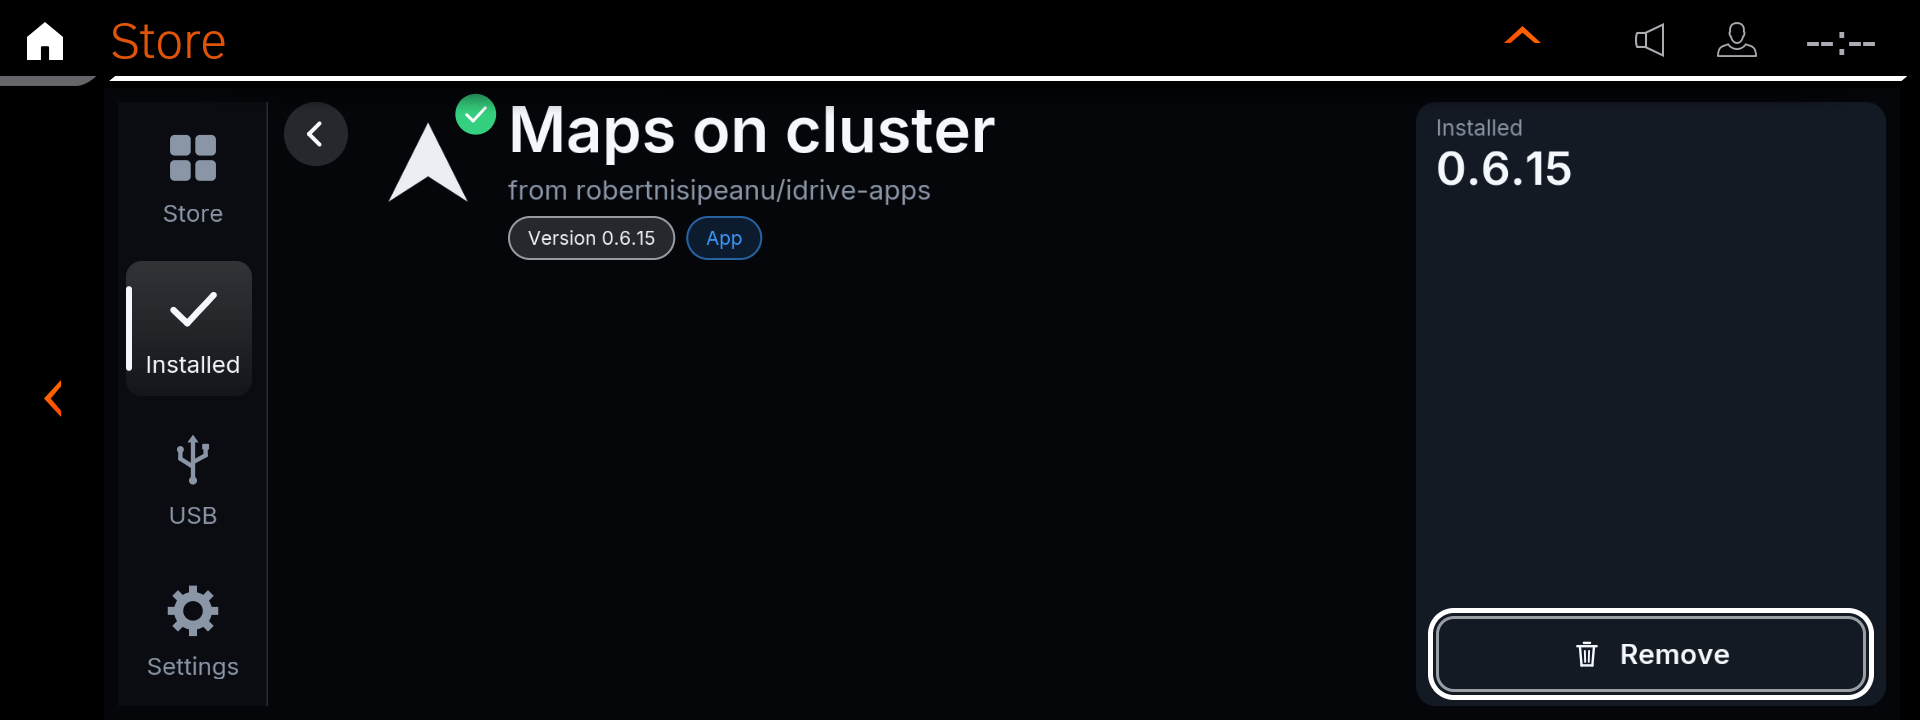 Store
--:--
Store
Installed
USB
Settings
Maps on cluster
from robertnisipeanu/idrive-apps
Version 0.6.15
App
Installed
0.6.15
Remove